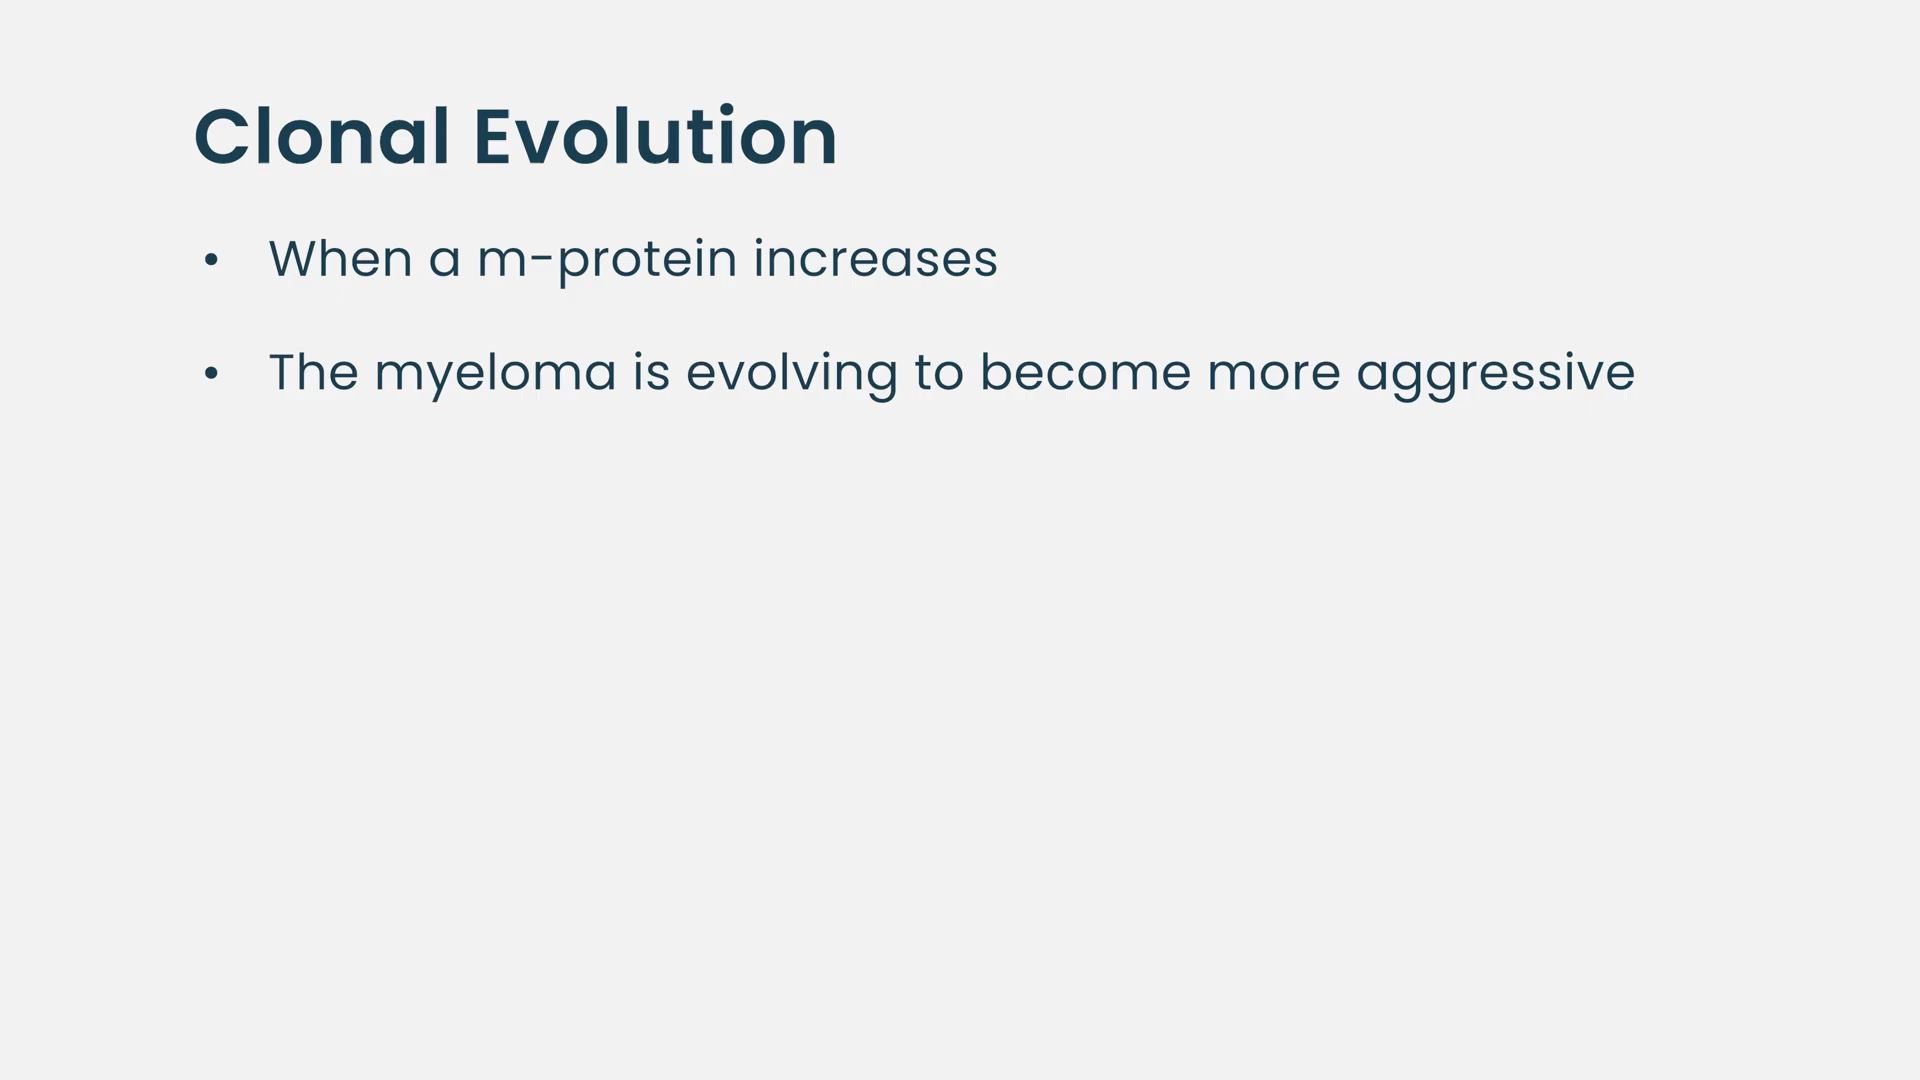 Clonal Evolution
• When a m-protein increases
• The myeloma is evolving to become more aggressive